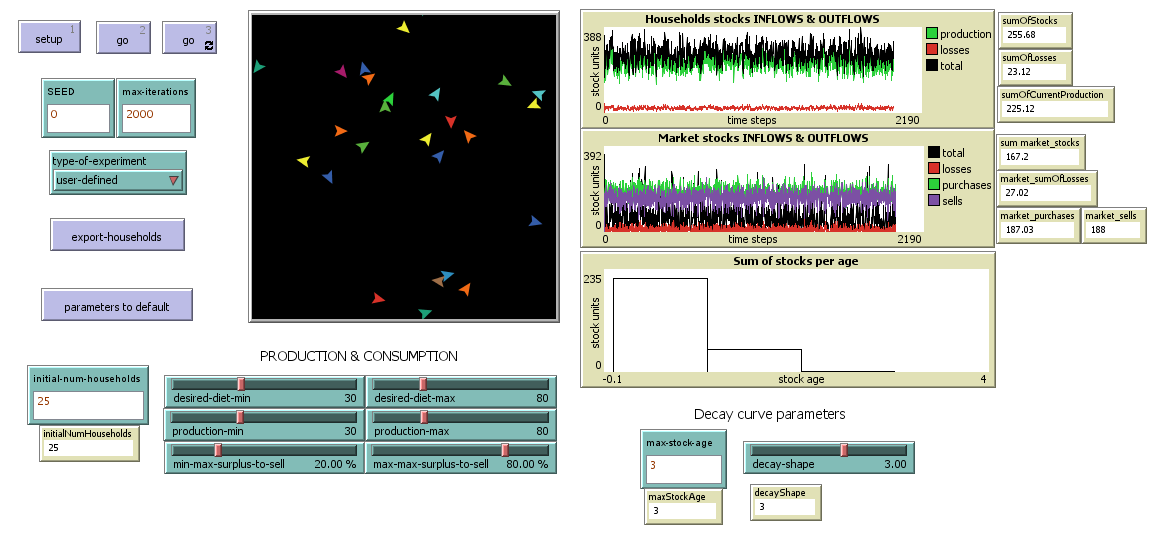 setup
1
go
2
go
3
SEED
0
max-iterations
2000
type-of-experiment
user-defined
export-households
parameters to default
Households stocks INFLOWS & OUTFLOWS
388
stock units
0
0
time steps
2190
production
losses
total
sumOfStocks
255.68
sumOfLosses
23.12
sumOfCurrentProduction
225.12
Market stocks INFLOWS & OUTFLOWS
392
stock units
0
0
time steps
2190
total
losses
purchases
sells
sum market_stocks
167.2
market_sumOfLosses
27.02
market_purchases
187.03
market_sells
188
Sum of stocks per age
235
stock units
0
-0.1
stock age
4
PRODUCTION & CONSUMPTION
initial-num-households
25
initialNumHouseholds
25
desired-diet-min 30
desired-diet-max 80
production-min 30
production-max 80
min-max-surplus-to-sell 20.00 %
max-max-surplus-to-sell 80.00 %
Decay curve parameters
max-stock-age
3
decay-shape 3.00
maxStockAge
3
decayShape
3